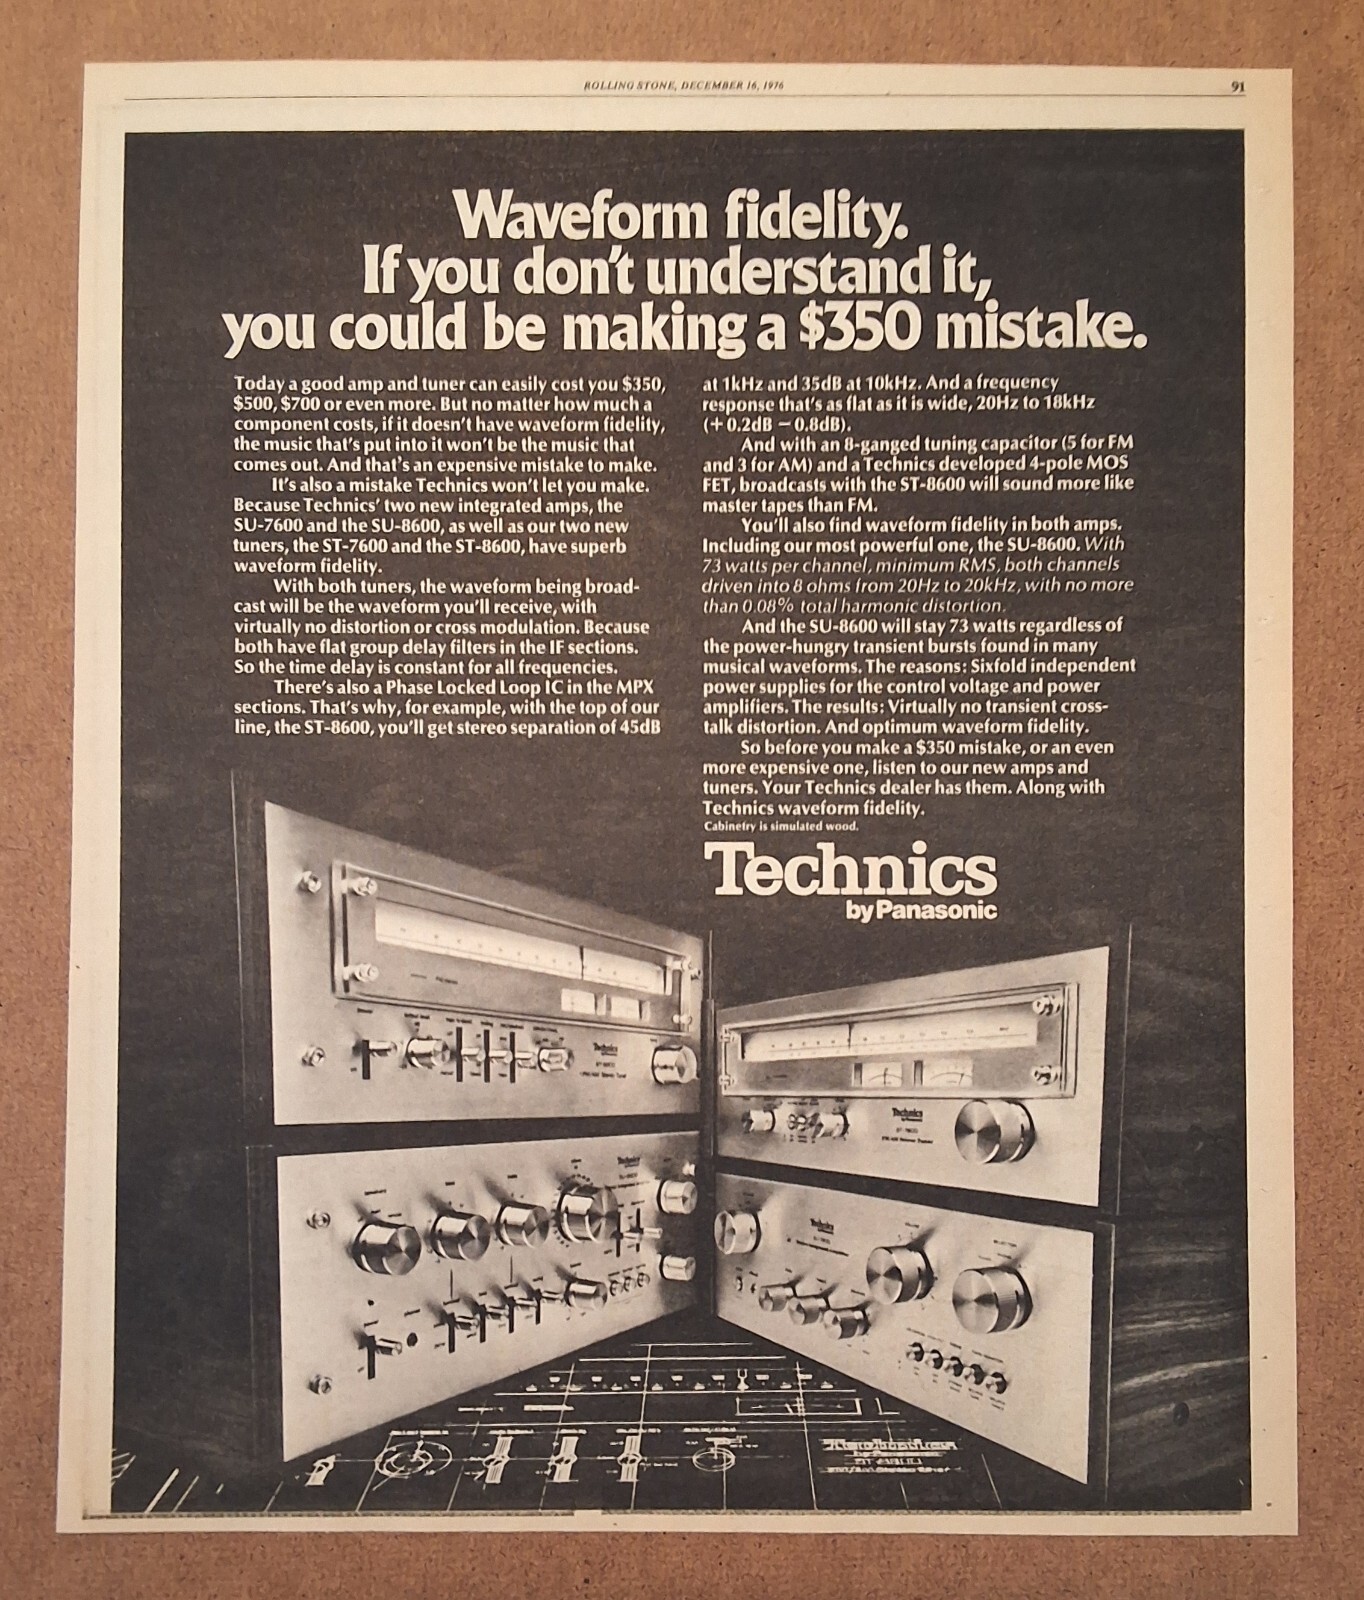 ROLLING STONE, DECEMBER 16, 1976
91
Waveform fidelity.
If you don't understand it,
you could be making a $350 mistake.
Today a good amp and tuner can easily cost you $350,
$500, $700 or even more. But no matter how much a
component costs, if it doesn't have waveform fidelity,
the music that's put into it won't be the music that
comes out. And that's an expensive mistake to make.
It's also a mistake Technics won't let you make.
Because Technics' two new integrated amps, the
SU-7600 and the SU-8600, as well as our two new
tuners, the ST-7600 and the ST-8600, have superb
waveform fidelity.
With both tuners, the waveform being broad-
cast will be the waveform you'll receive, with
virtually no distortion or cross modulation. Because
both have flat group delay filters in the IF sections.
So the time delay is constant for all frequencies.
There's also a Phase Locked Loop IC in the MPX
sections. That's why, for example, with the top of our
line, the ST-8600, you'll get stereo separation of 45dB
at 1kHz and 35dB at 10kHz. And a frequency
response that's as flat as it is wide, 20Hz to 18kHz
(+0.2dB −0.8dB).
And with an 8-ganged tuning capacitor (5 for FM
and 3 for AM) and a Technics developed 4-pole MOS
FET, broadcasts with the ST-8600 will sound more like
master tapes than FM.
You'll also find waveform fidelity in both amps.
Including our most powerful one, the SU-8600. With
73 watts per channel, minimum RMS, both channels
driven into 8 ohms from 20Hz to 20kHz, with no more
than 0.08% total harmonic distortion.
And the SU-8600 will stay 73 watts regardless of
the power-hungry transient bursts found in many
musical waveforms. The reasons: Sixfold independent
power supplies for the control voltage and power
amplifiers. The results: Virtually no transient cross-
talk distortion. And optimum waveform fidelity.
So before you make a $350 mistake, or an even
more expensive one, listen to our new amps and
tuners. Your Technics dealer has them. Along with
Technics waveform fidelity.
Cabinetry is simulated wood.
Technics
by Panasonic
Technics
Technics
Technics
Technics